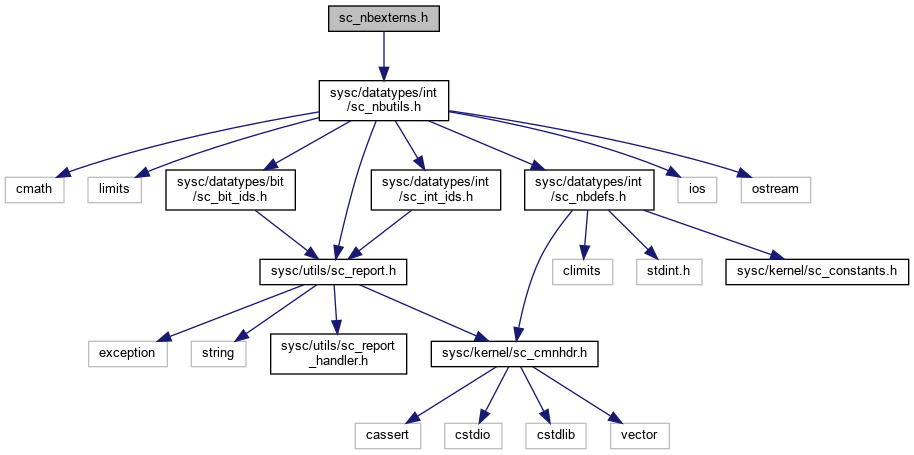 sc_nbexterns.h
sysc/datatypes/int
/sc_nbutils.h
cmath
limits
sysc/datatypes/bit
/sc_bit_ids.h
sysc/datatypes/int
/sc_int_ids.h
sysc/datatypes/int
/sc_nbdefs.h
ios
ostream
sysc/utils/sc_report.h
climits
stdint.h
sysc/kernel/sc_constants.h
exception
string
sysc/utils/sc_report
_handler.h
sysc/kernel/sc_cmnhdr.h
cassert
cstdio
cstdlib
vector